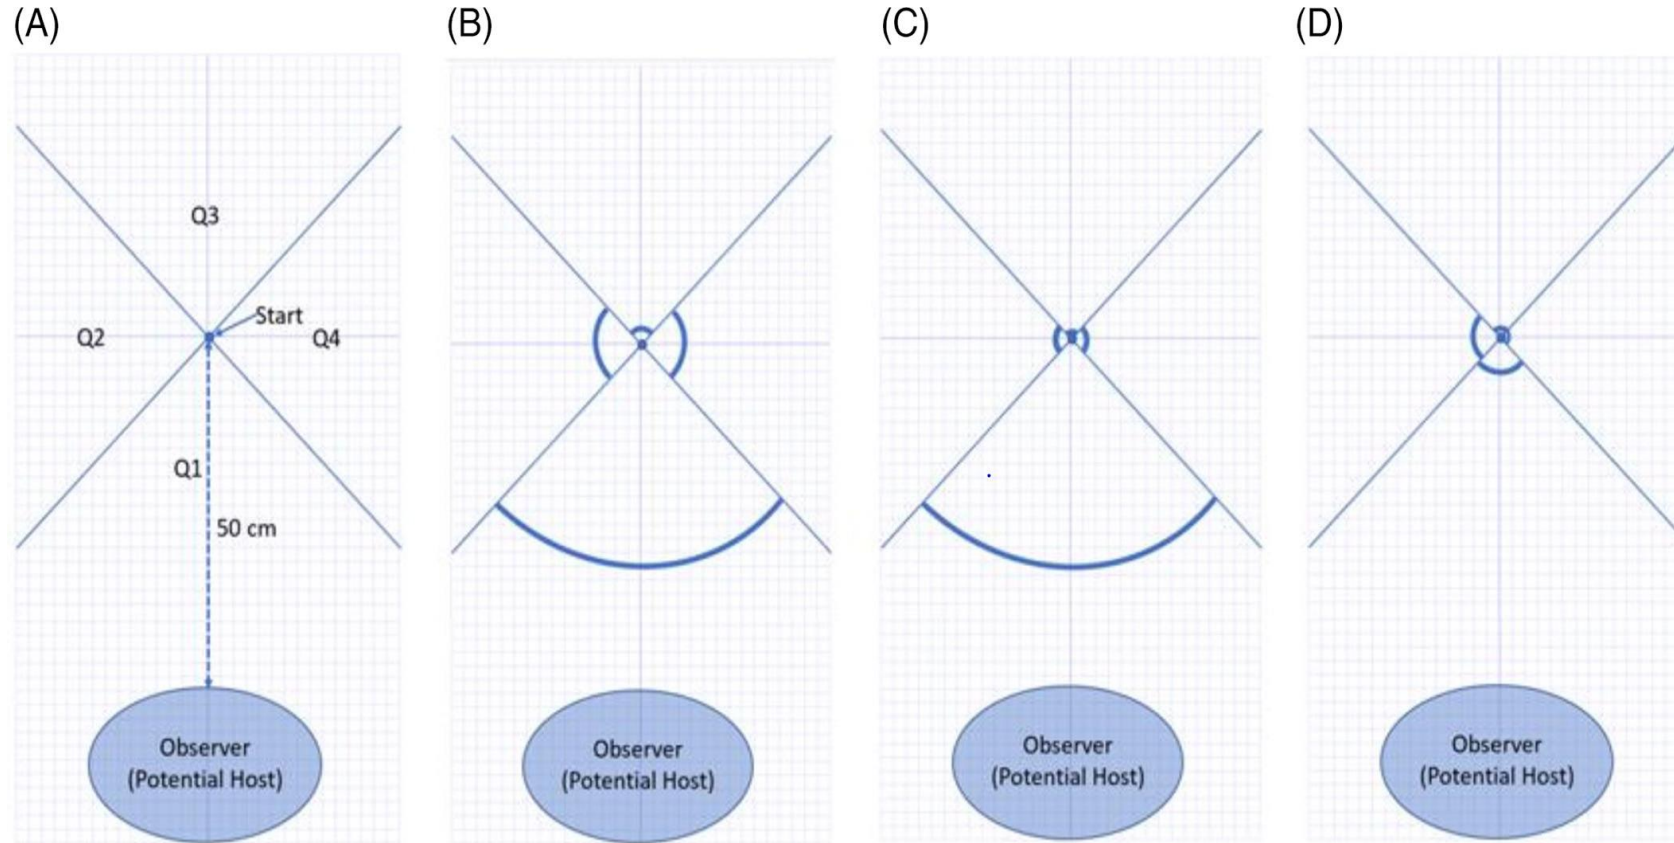 (A)
(B)
(C)
(D)
Q3
Start
Q2
Q4
Q1
50 cm
Observer
(Potential Host)
Observer
(Potential Host)
Observer
(Potential Host)
Observer
(Potential Host)